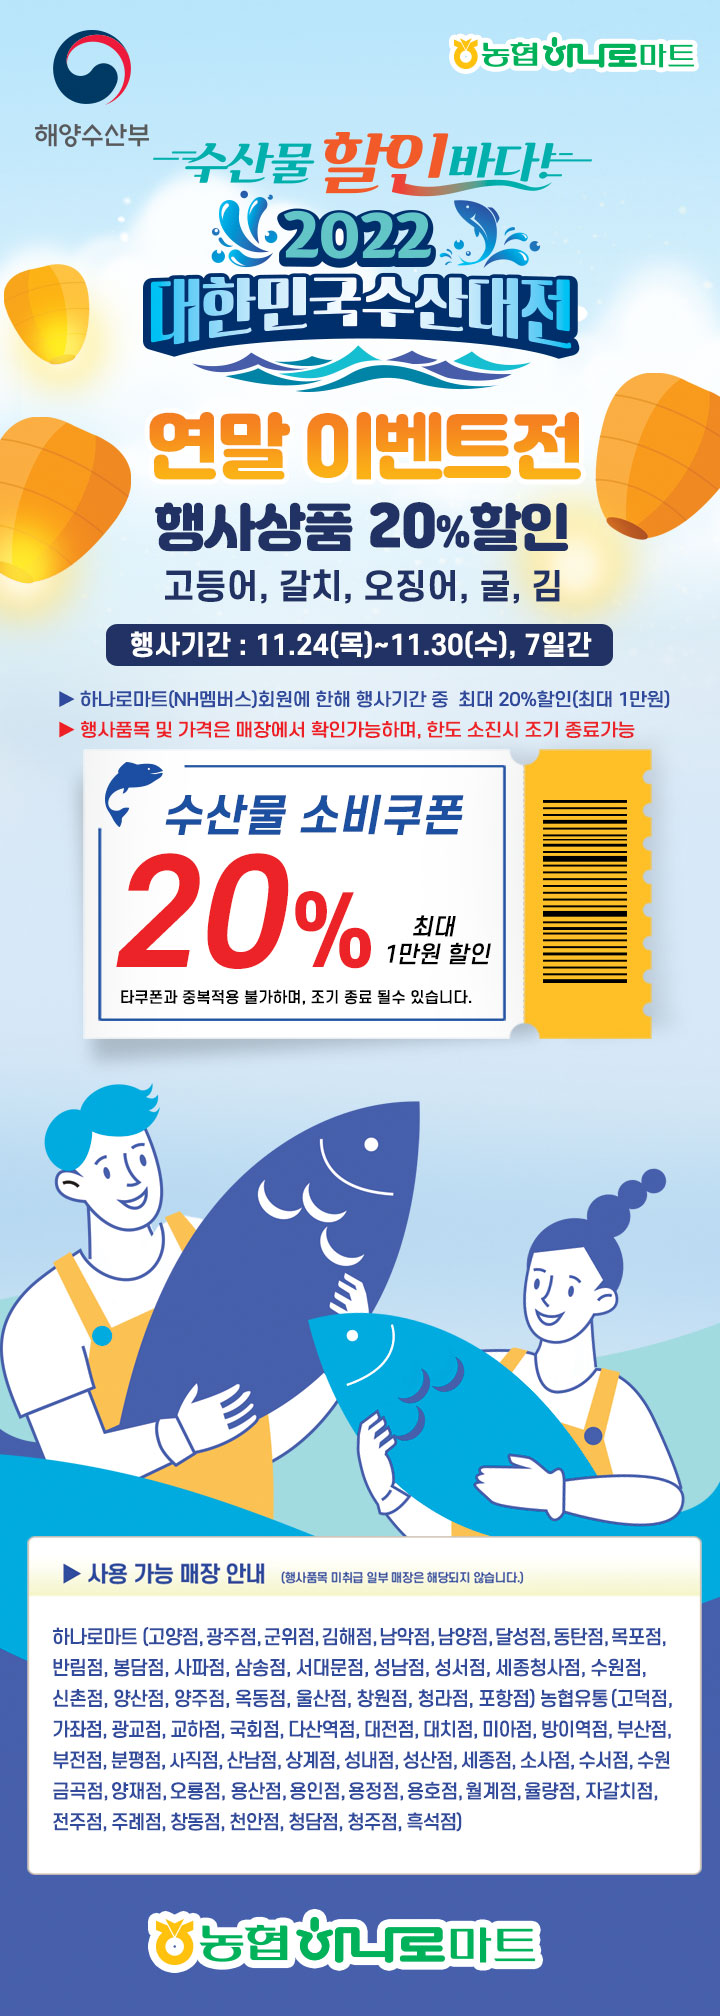 해양수산부
농협 하나로마트
수산물 할인바다!
2022
대한민국수산대전
연말 이벤트전
행사상품 20%할인
고등어, 갈치, 오징어, 굴, 김
행사기간 : 11.24(목)~11.30(수), 7일간
▶ 하나로마트(NH멤버스)회원에 한해 행사기간 중 최대 20%할인(최대 1만원)
▶ 행사품목 및 가격은 매장에서 확인가능하며, 한도 소진시 조기 종료가능
수산물 소비쿠폰
20%
최대
1만원 할인
타쿠폰과 중복적용 불가하며, 조기 종료 될수 있습니다.
▶ 사용 가능 매장 안내 (행사품목 미취급 일부 매장은 해당되지 않습니다.)
하나로마트 (고양점, 광주점, 군위점, 김해점, 남악점, 남양점, 달성점, 동탄점, 목포점,
반림점, 봉담점, 사파점, 삼송점, 서대문점, 성남점, 성서점, 세종청사점, 수원점,
신촌점, 양산점, 양주점, 옥동점, 울산점, 창원점, 청라점, 포항점) 농협유통 (고덕점,
가좌점, 광교점, 교하점, 국회점, 다산역점, 대전점, 대치점, 미아점, 방이역점, 부산점,
부전점, 분평점, 사직점, 산남점, 상계점, 성내점, 성산점, 세종점, 소사점, 수서점, 수원
금곡점, 양재점, 오룡점, 용산점, 용인점, 용정점, 용호점, 월계점, 율량점, 자갈치점,
전주점, 주례점, 창동점, 천안점, 청담점, 청주점, 흑석점)
농협 하나로마트